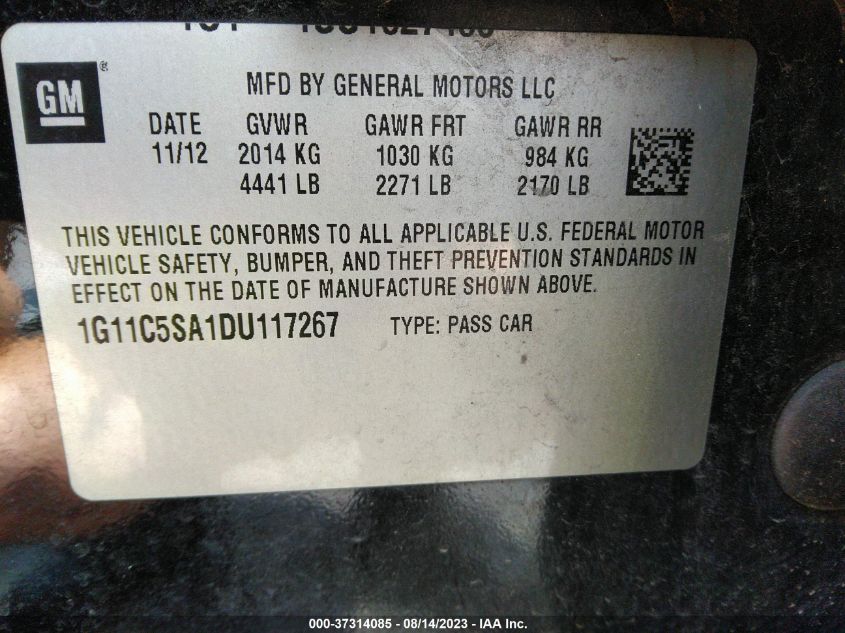 GM ®
MFD BY GENERAL MOTORS LLC
DATE GVWR GAWR FRT GAWR RR
11/12 2014 KG 1030 KG 984 KG
4441 LB 2271 LB 2170 LB
THIS VEHICLE CONFORMS TO ALL APPLICABLE U.S. FEDERAL MOTOR
VEHICLE SAFETY, BUMPER, AND THEFT PREVENTION STANDARDS IN
EFFECT ON THE DATE OF MANUFACTURE SHOWN ABOVE.
1G11C5SA1DU117267 TYPE: PASS CAR
000-37314085 - 08/14/2023 - IAA Inc.